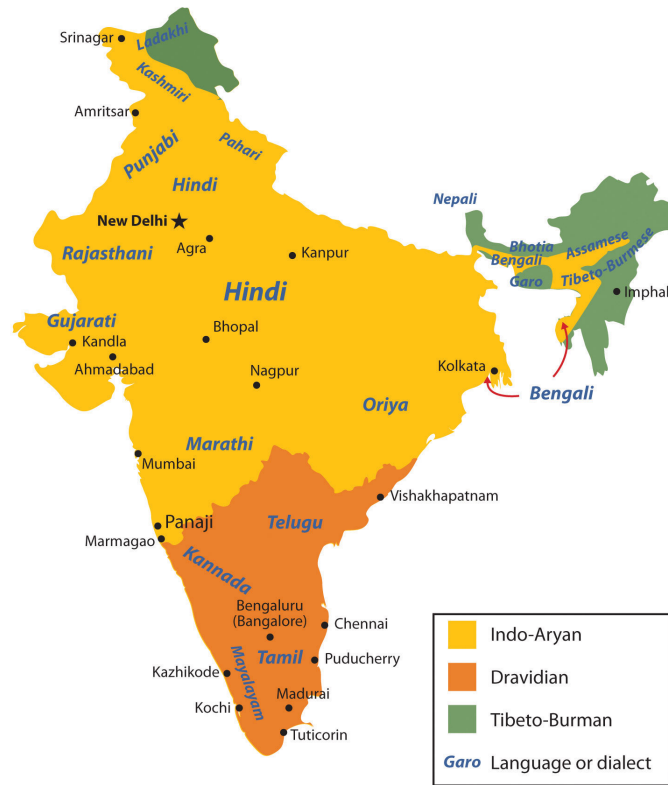 Srinagar
Ladakhi
Kashmiri
Amritsar
Punjabi
Pahari
Hindi
Nepali
New Delhi
Rajasthani
Agra
Kanpur
Bhotia
Assamese
Bengali
Garo
Tibeto-Burmese
Imphal
Hindi
Gujarati
Kandla
Ahmadabad
Bhopal
Nagpur
Kolkata
Bengali
Oriya
Marathi
Mumbai
Vishakhapatnam
Panaji
Marmagao
Telugu
Kannada
Bengaluru
(Bangalore)
Chennai
Tamil
Puducherry
Kazhikode
Mayalayam
Madurai
Kochi
Tuticorin
Indo-Aryan
Dravidian
Tibeto-Burman
Garo Language or dialect